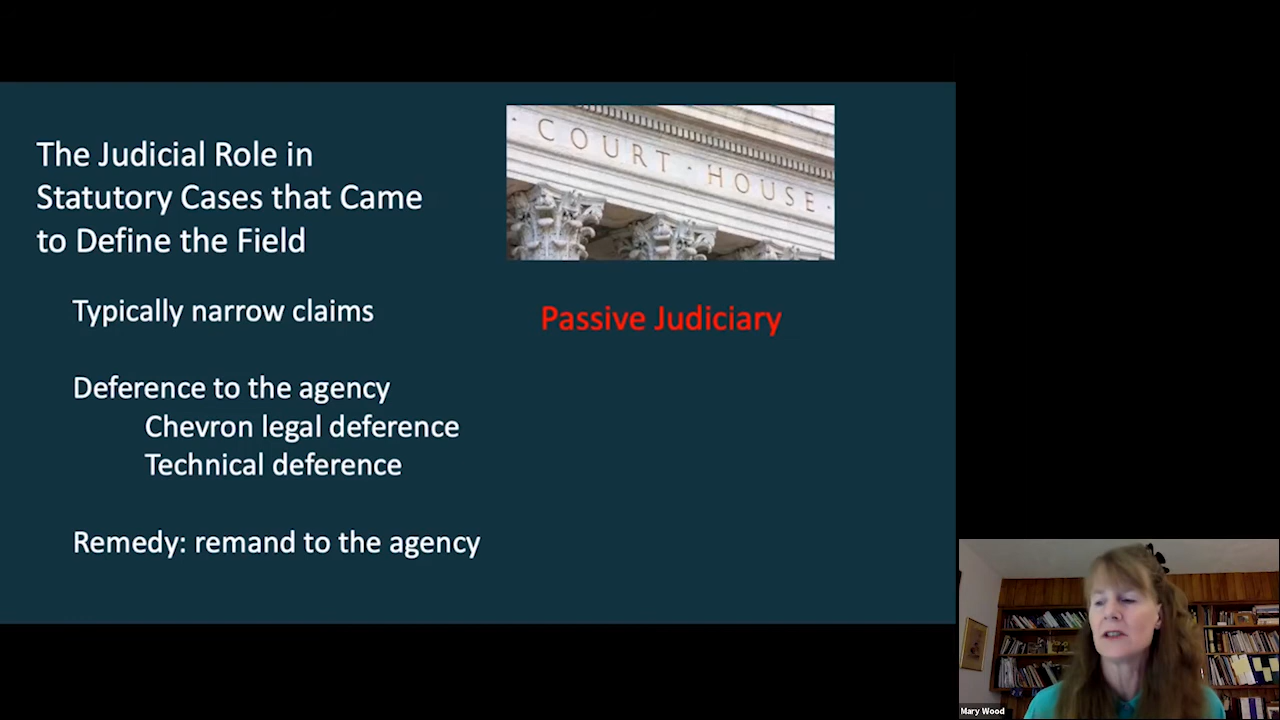 The Judicial Role in
Statutory Cases that Came
to Define the Field
· COURT · HOUSE ·
Typically narrow claims
Passive Judiciary
Deference to the agency
Chevron legal deference
Technical deference
Remedy: remand to the agency
Mary Wood